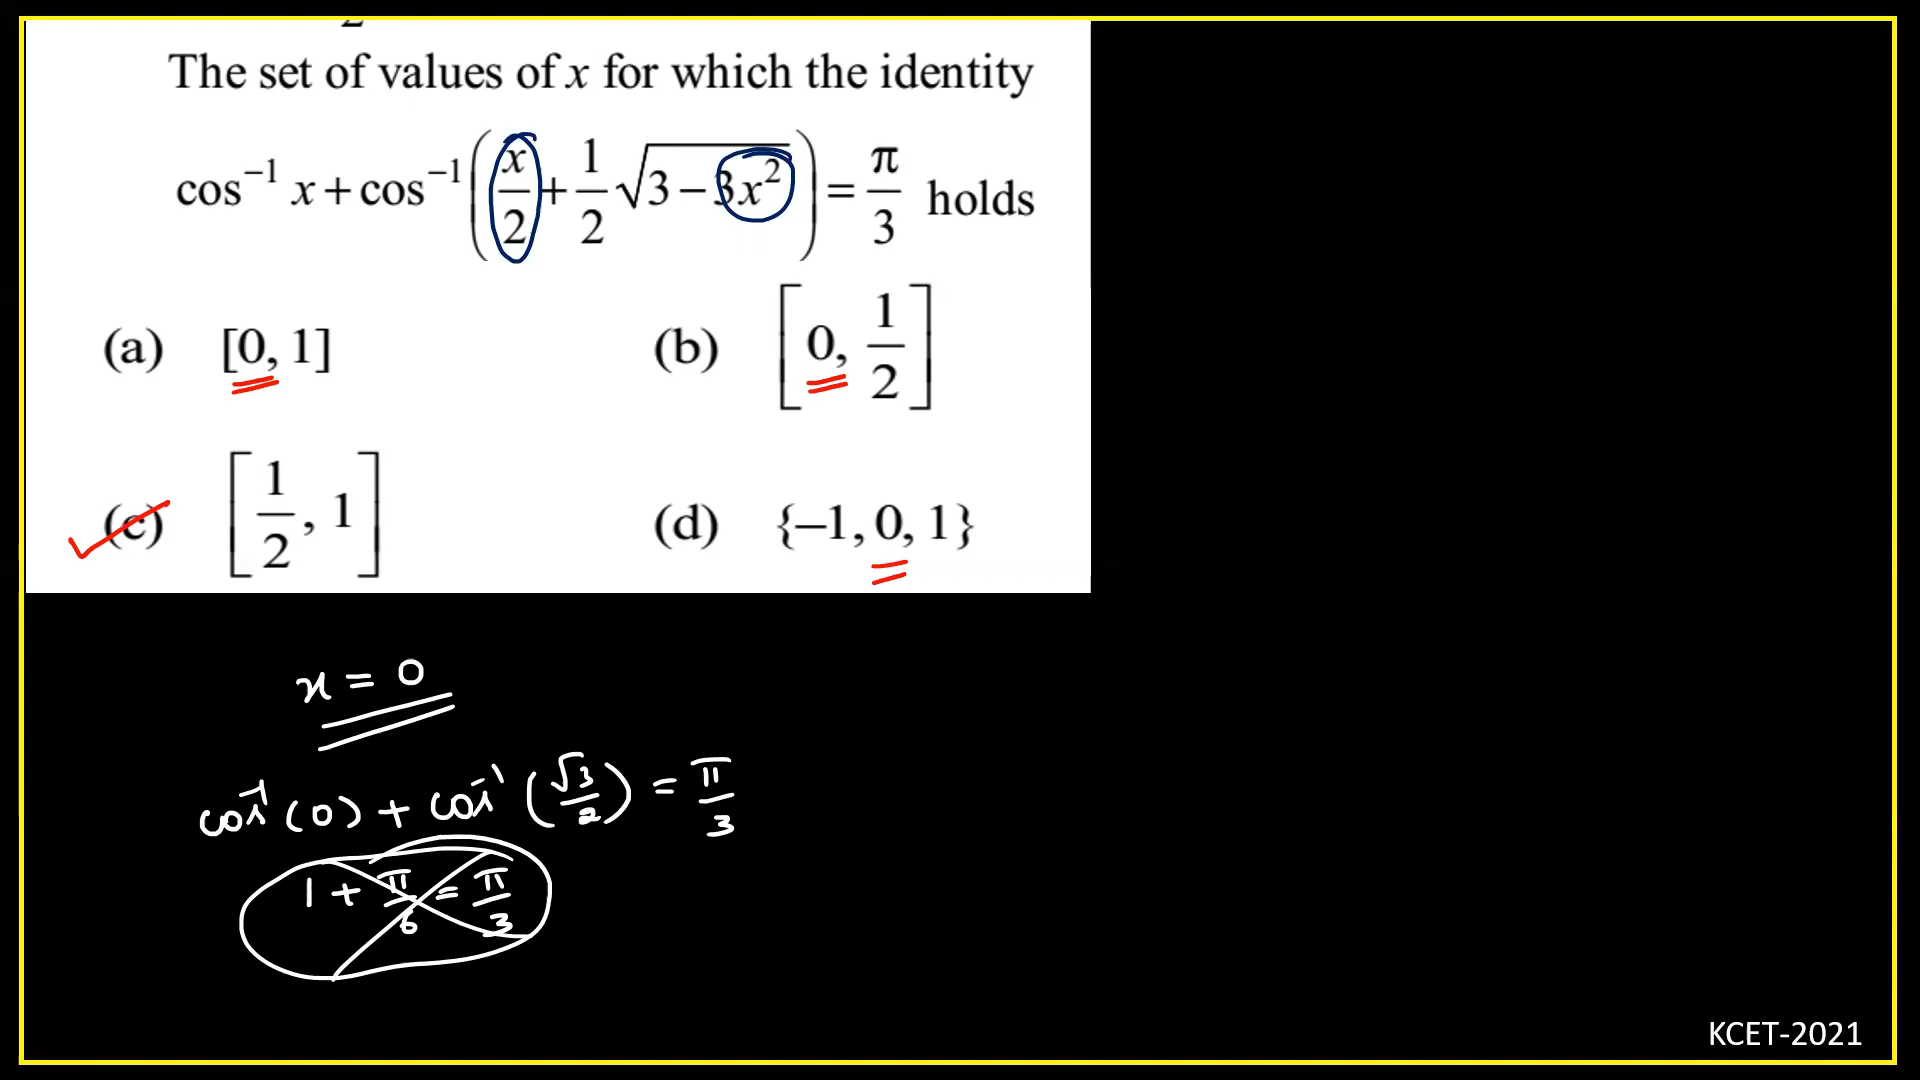 The set of values of x for which the identity
cos⁻¹ x + cos⁻¹ (x/2 + 1/2 √(3 – 3x²)) = π/3 holds
(a) [0, 1] (b) [0, 1/2]
(c) [1/2, 1] (d) {–1, 0, 1}
x = 0
cos⁻¹ (0) + cos⁻¹ (√3/2) = π/3
1 + π/6 = π/3
KCET-2021